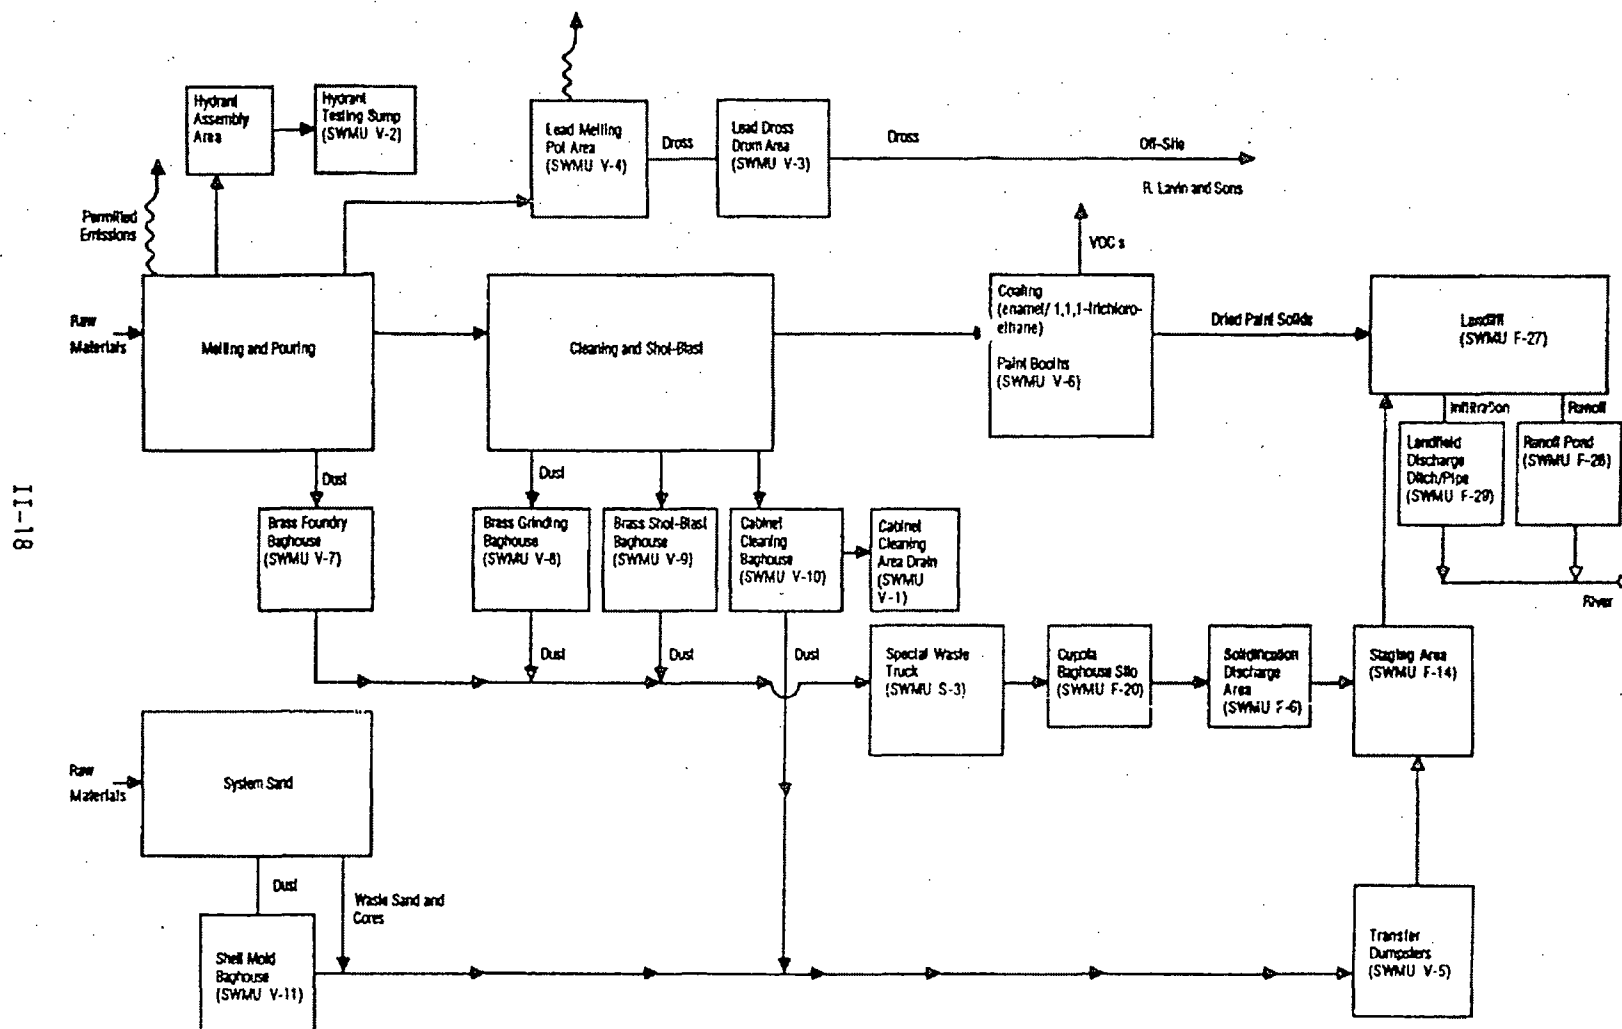 Hydrant
Assembly
Area
Hydrant
Testing Sump
(SWMU V-2)
Lead Melting
Pot Area
(SWMU V-4)
Dross
Lead Dross
Drum Area
(SWMU V-3)
Dross
Off-Site
R. Lavin and Sons
Permitted
Emissions
VOC s
Raw
Materials
Melting and Pouring
Cleaning and Shot-Blast
Coating
(enamel/ 1,1,1-trichloro-
ethane)
Paint Booths
(SWMU V-6)
Dried Paint Solids
Landfill
(SWMU F-27)
Infiltration
Runoff
Landfield
Discharge
Ditch/Pipe
(SWMU F-29)
Runoff Pond
(SWMU F-28)
River
Dust
Dust
Brass Foundry
Baghouse
(SWMU V-7)
Brass Grinding
Baghouse
(SWMU V-8)
Brass Shot-Blast
Baghouse
(SWMU V-9)
Cabinet
Cleaning
Baghouse
(SWMU V-10)
Cabinet
Cleaning
Area Drain
(SWMU
V-1)
II-18
Dust
Dust
Dust
Special Waste
Truck
(SWMU S-3)
Cupola
Baghouse Silo
(SWMU F-20)
Solidification
Discharge
Area
(SWMU F-6)
Staging Area
(SWMU F-14)
Raw
Materials
System Sand
Dust
Waste Sand and
Cores
Shell Mold
Baghouse
(SWMU V-11)
Transfer
Dumpsters
(SWMU V-5)